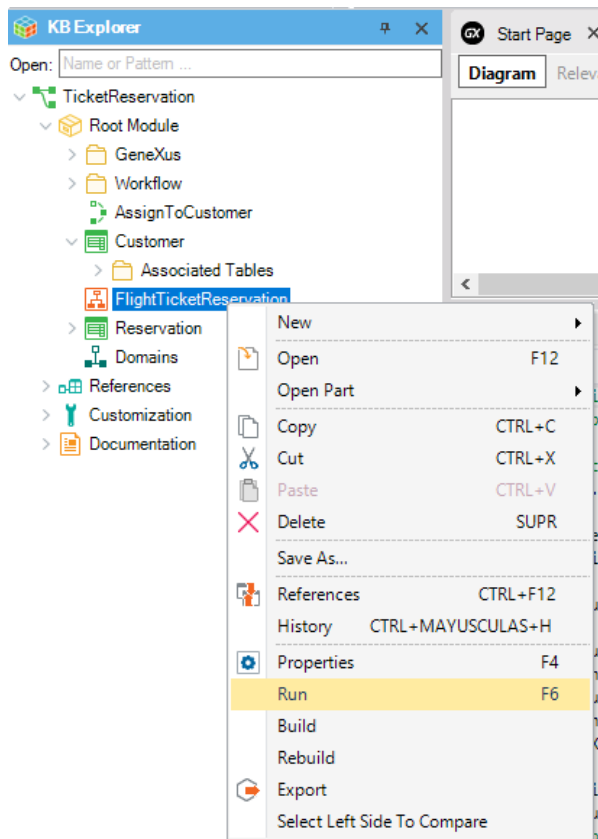 KB Explorer
Open: Name or Pattern ...
TicketReservation
Root Module
GeneXus
Workflow
AssignToCustomer
Customer
Associated Tables
FlightTicketReservation
Reservation
Domains
References
Customization
Documentation
GX Start Page
Diagram Releva
New
Open F12
Open Part
Copy CTRL+C
Cut CTRL+X
Paste CTRL+V
Delete SUPR
Save As...
References CTRL+F12
History CTRL+MAYUSCULAS+H
Properties F4
Run F6
Build
Rebuild
Export
Select Left Side To Compare